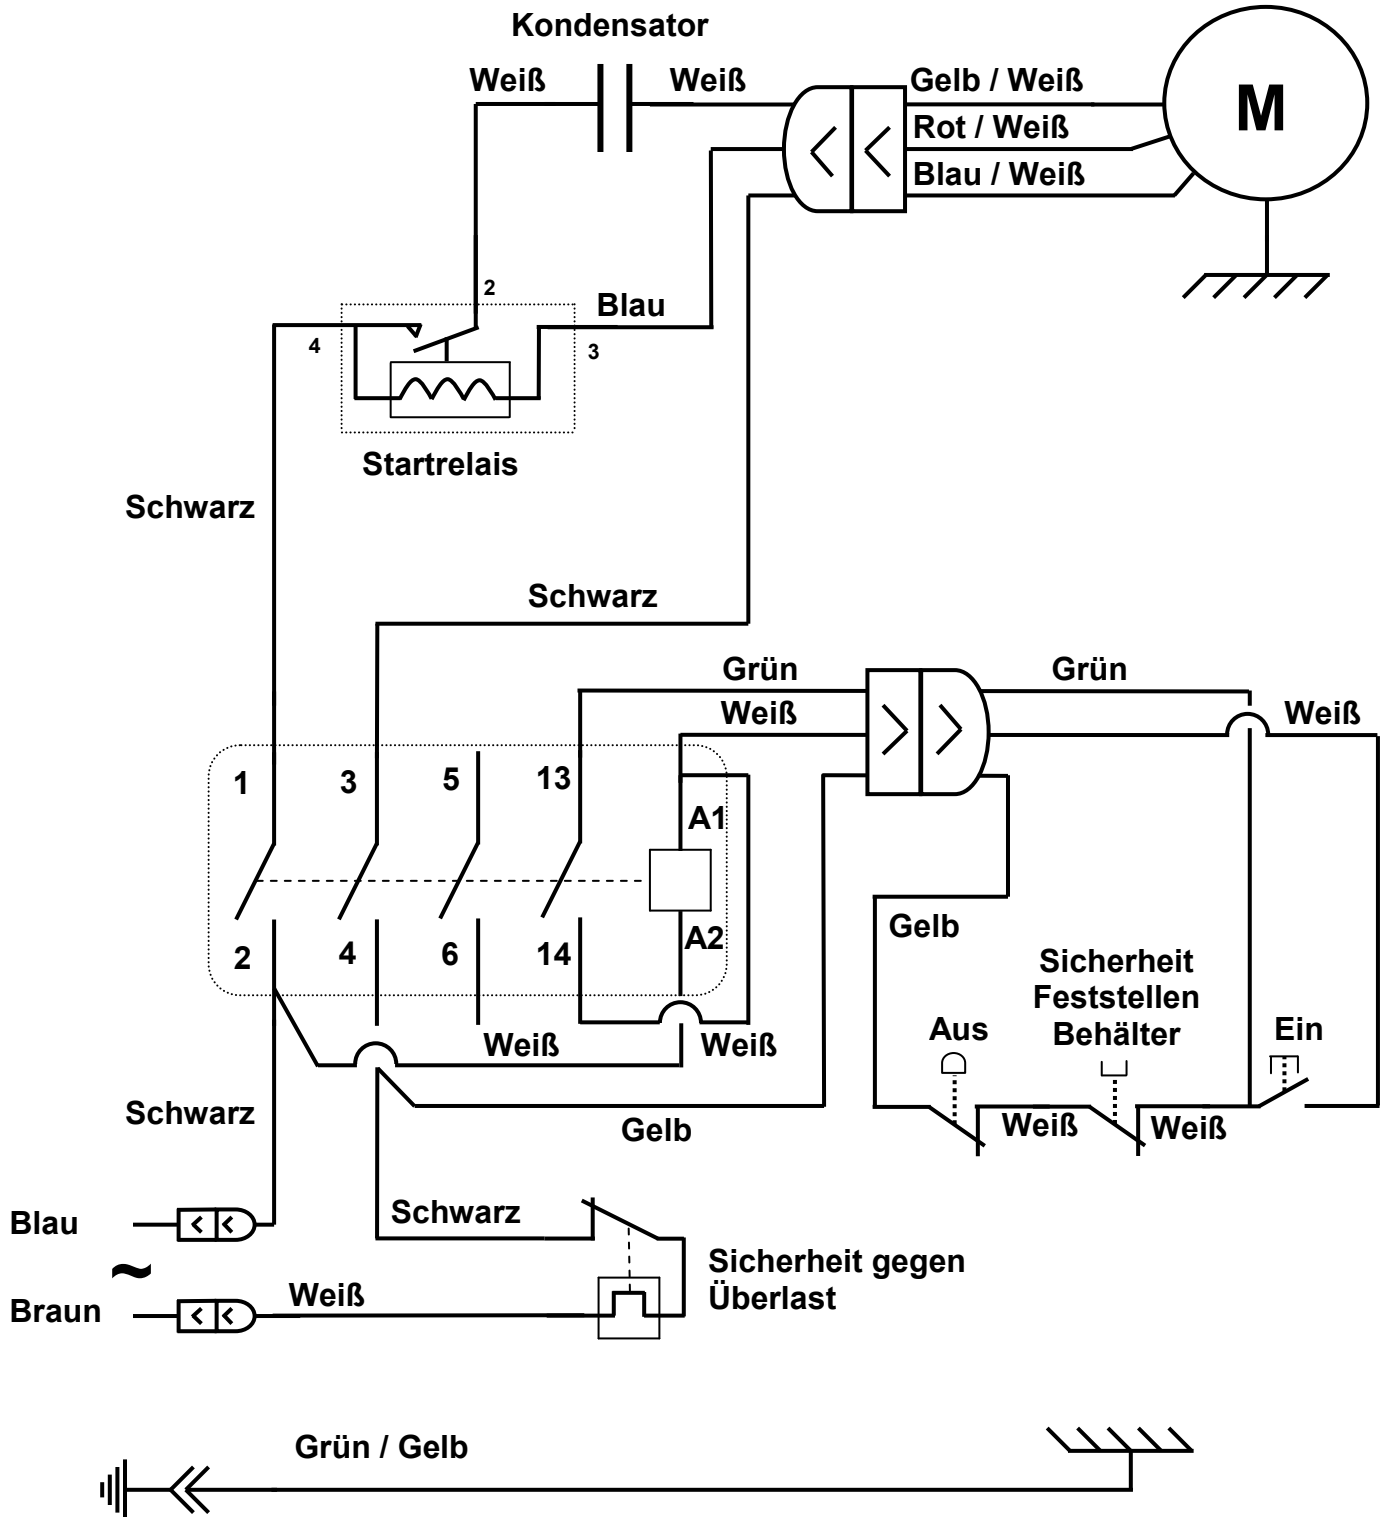 Kondensator
Weiß
Weiß
Gelb / Weiß
Rot / Weiß
Blau / Weiß
M
2
Blau
4
3
Startrelais
Schwarz
Schwarz
Grün
Grün
Weiß
Weiß
1
3
5
13
A1
2
4
6
14
A2
Gelb
Sicherheit
Feststellen
Behälter
Aus
Ein
Weiß
Weiß
Schwarz
Gelb
Weiß
Weiß
Schwarz
Blau
~
Sicherheit gegen
Überlast
Braun
Weiß
Grün / Gelb